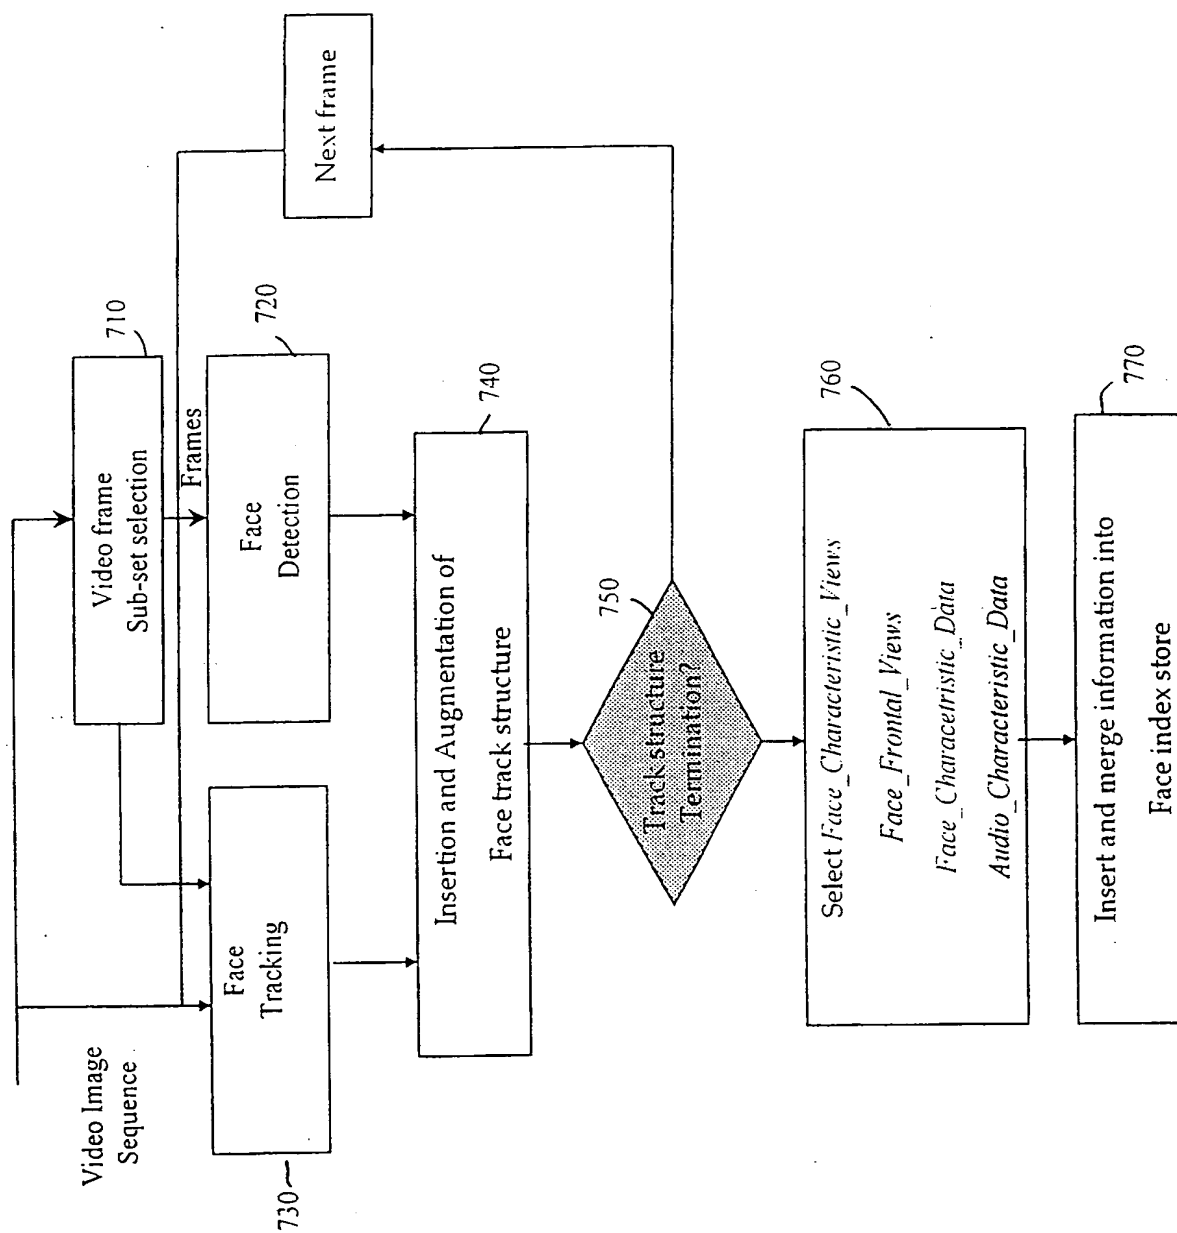 Video Image
Sequence
Video frame
Sub-set selection
710
Frames
Face
Tracking
730
Face
Detection
720
Next frame
Insertion and Augmentation of
Face track structure
740
Track structure
Termination?
750
Select Face_Characteristic_Views
Face_Frontal_Views
Face_Characetristic_Data
Audio_Characteristic_Data
760
Insert and merge information into
Face index store
770